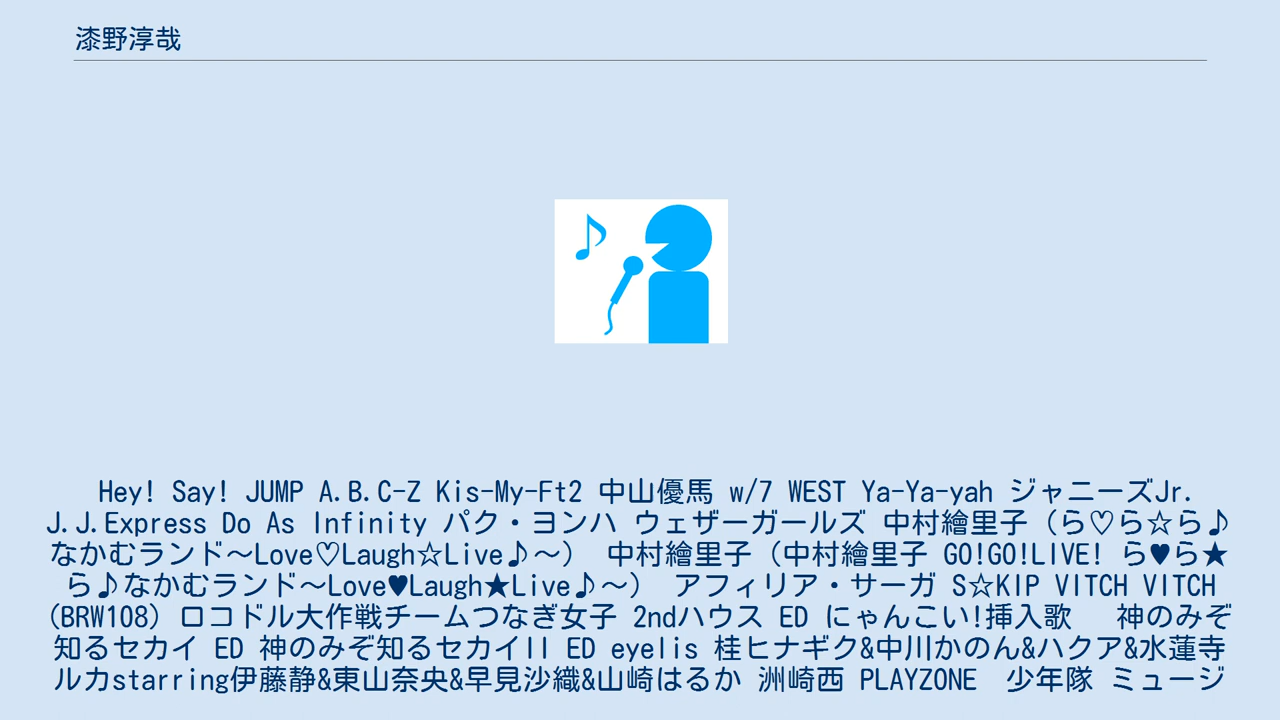 漆野淳哉
Hey! Say! JUMP A.B.C-Z Kis-My-Ft2 中山優馬 w/7 WEST Ya-Ya-yah ジャニーズJr.
J.J.Express Do As Infinity パク・ヨンハ ウェザーガールズ 中村繪里子（ら♡ら☆ら♪
なかむランド〜Love♡Laugh☆Live♪〜） 中村繪里子（中村繪里子 GO!GO!LIVE! ら♥ら★
ら♪なかむランド〜Love♥Laugh★Live♪〜） アフィリア・サーガ S☆KIP VITCH VITCH
(BRW108) ロコドル大作戦チームつなぎ女子 2ndハウス ED にゃんこい!挿入歌 神のみぞ
知るセカイ ED 神のみぞ知るセカイII ED eyelis 桂ヒナギク&中川かのん&ハクア&水蓮寺
ルカstarring伊藤静&東山奈央&早見沙織&山崎はるか 洲崎西 PLAYZONE 少年隊 ミュージ